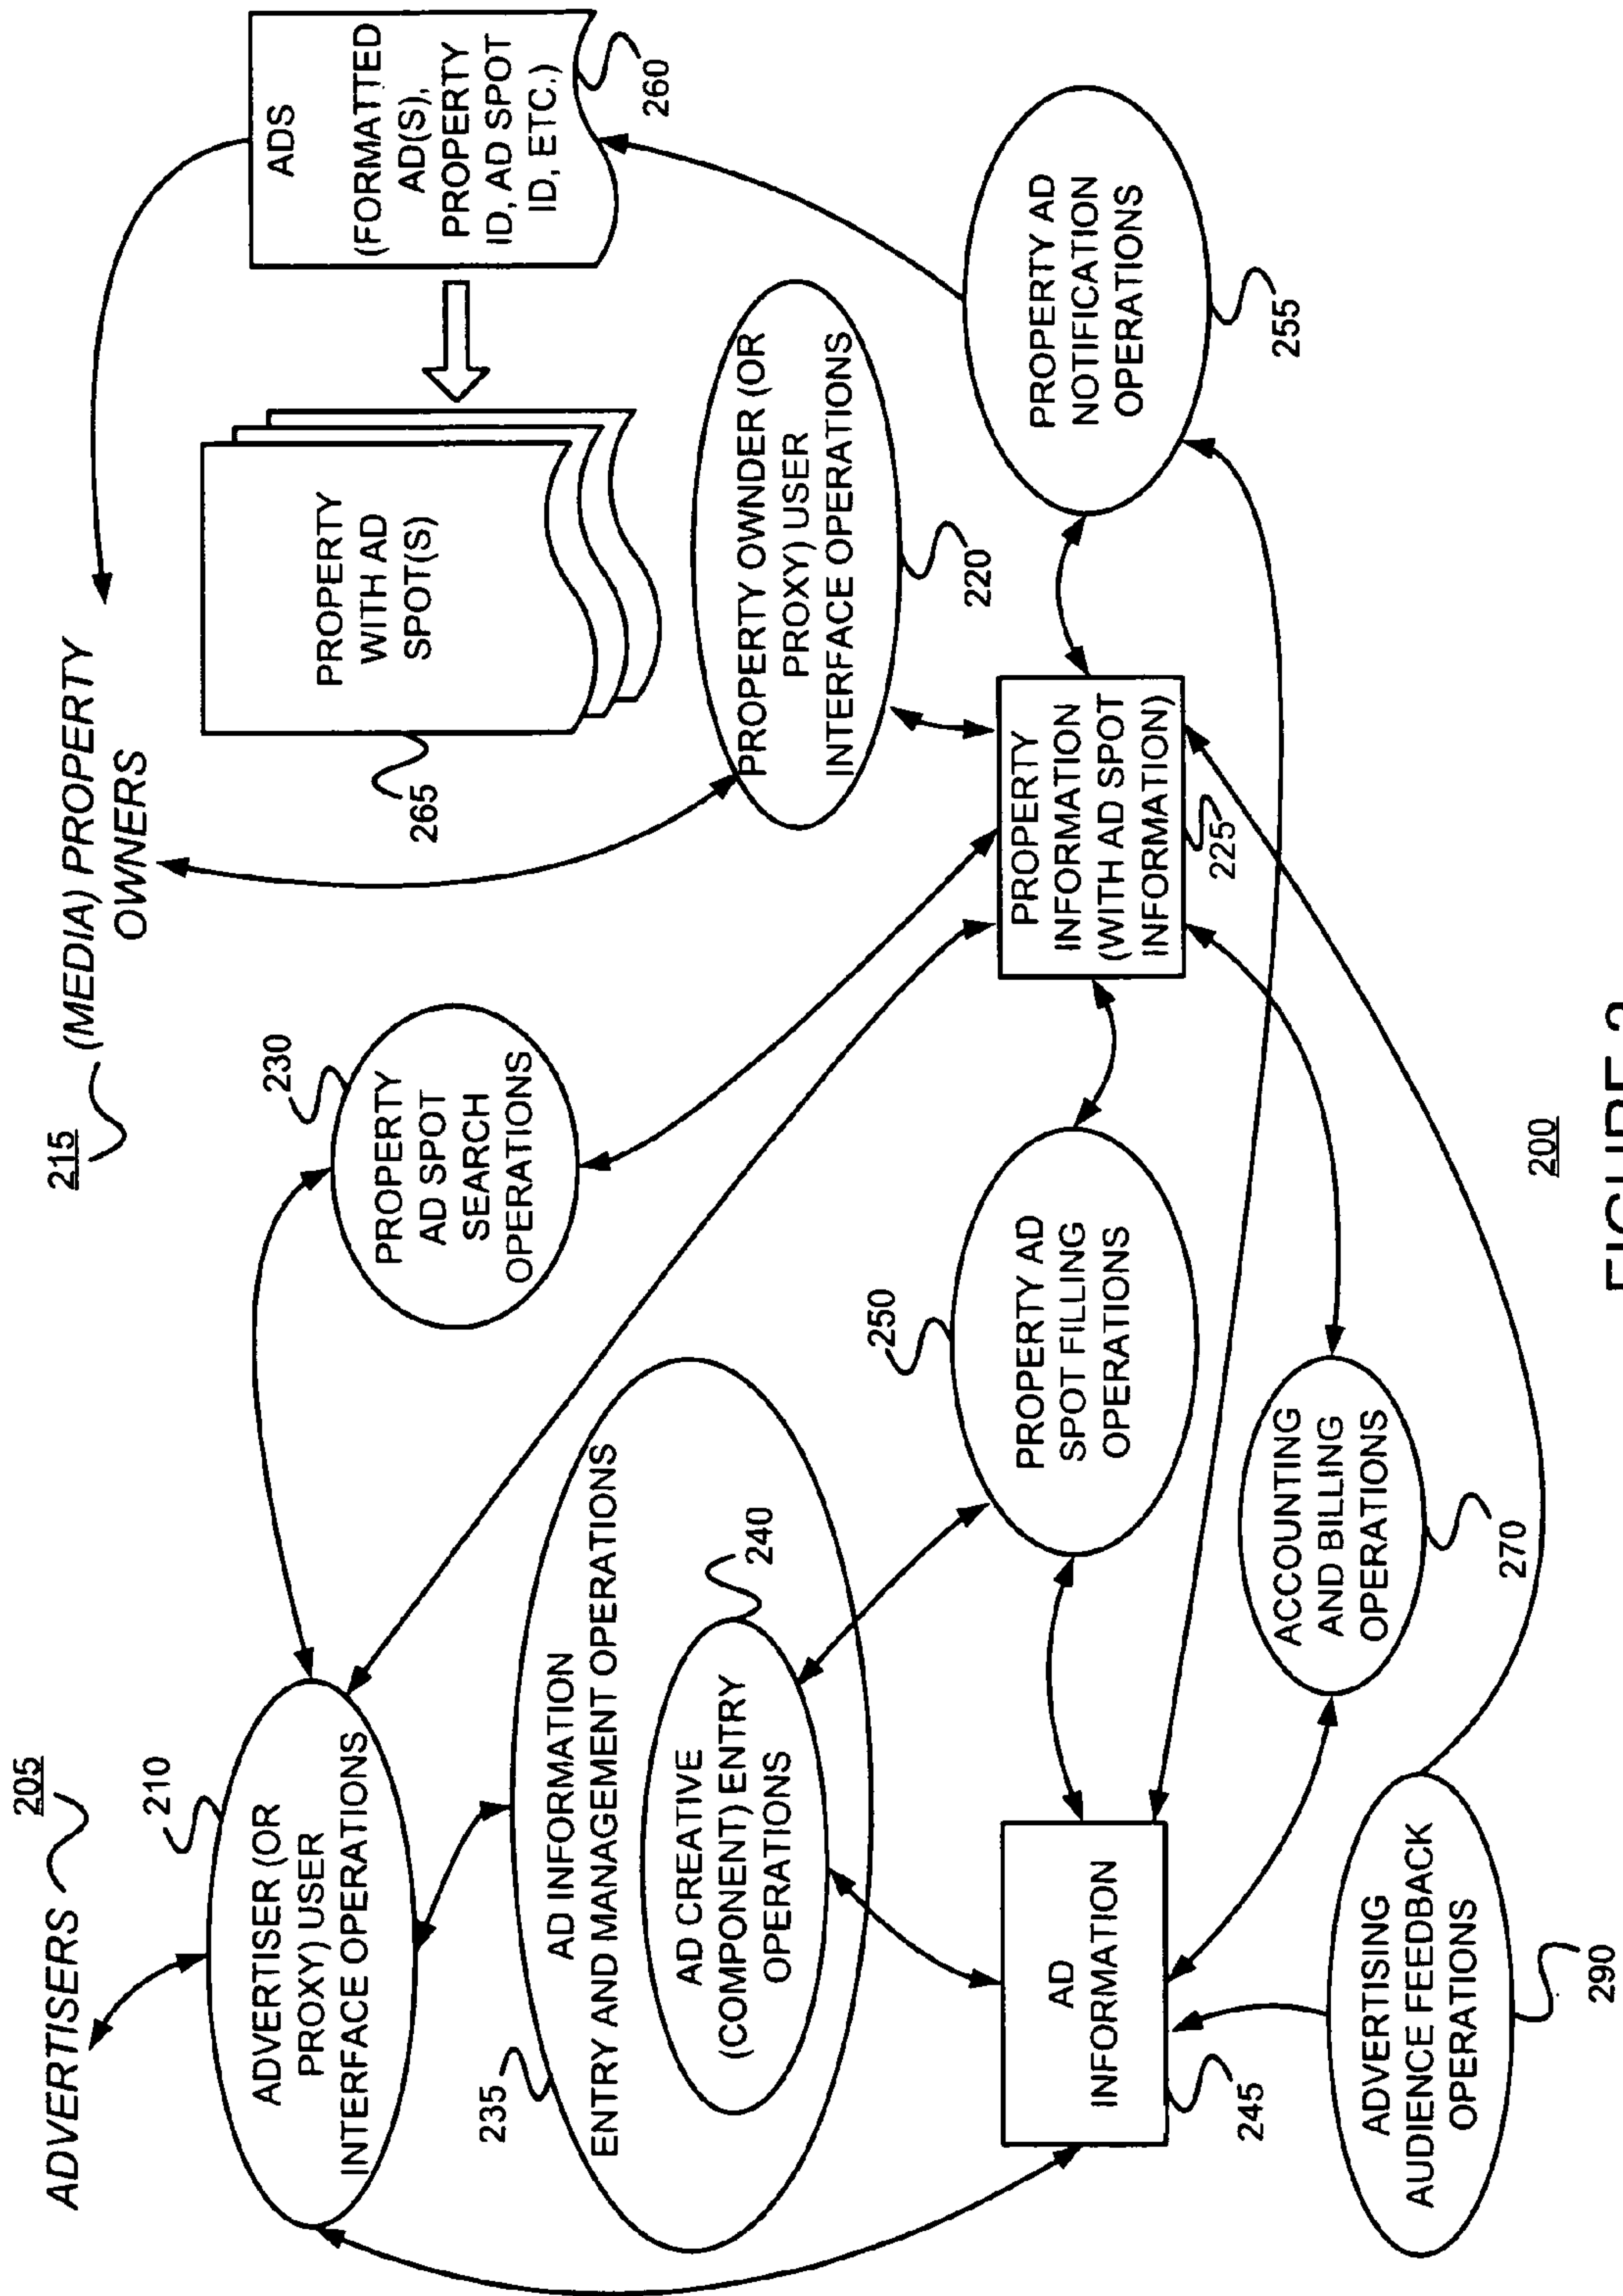 ADVERTISERS
205
215
(MEDIA) PROPERTY
OWNERS
210
ADVERTISER (OR
PROXY) USER
INTERFACE OPERATIONS
230
PROPERTY
AD SPOT
SEARCH
OPERATIONS
PROPERTY
WITH AD
SPOT(S)
265
ADS
(FORMATTED
AD(S),
PROPERTY
ID, AD SPOT
ID, ETC.)
260
235
AD INFORMATION
ENTRY AND MANAGEMENT OPERATIONS
240
AD CREATIVE
(COMPONENT) ENTRY
OPERATIONS
PROPERTY OWNDER (OR
PROXY) USER
INTERFACE OPERATIONS
220
250
PROPERTY AD
SPOT FILLING
OPERATIONS
PROPERTY
INFORMATION
(WITH AD SPOT
INFORMATION)
225
PROPERTY AD
NOTIFICATION
OPERATIONS
255
AD
INFORMATION
245
ACCOUNTING
AND BILLING
OPERATIONS
270
ADVERTISING
AUDIENCE FEEDBACK
OPERATIONS
290
200